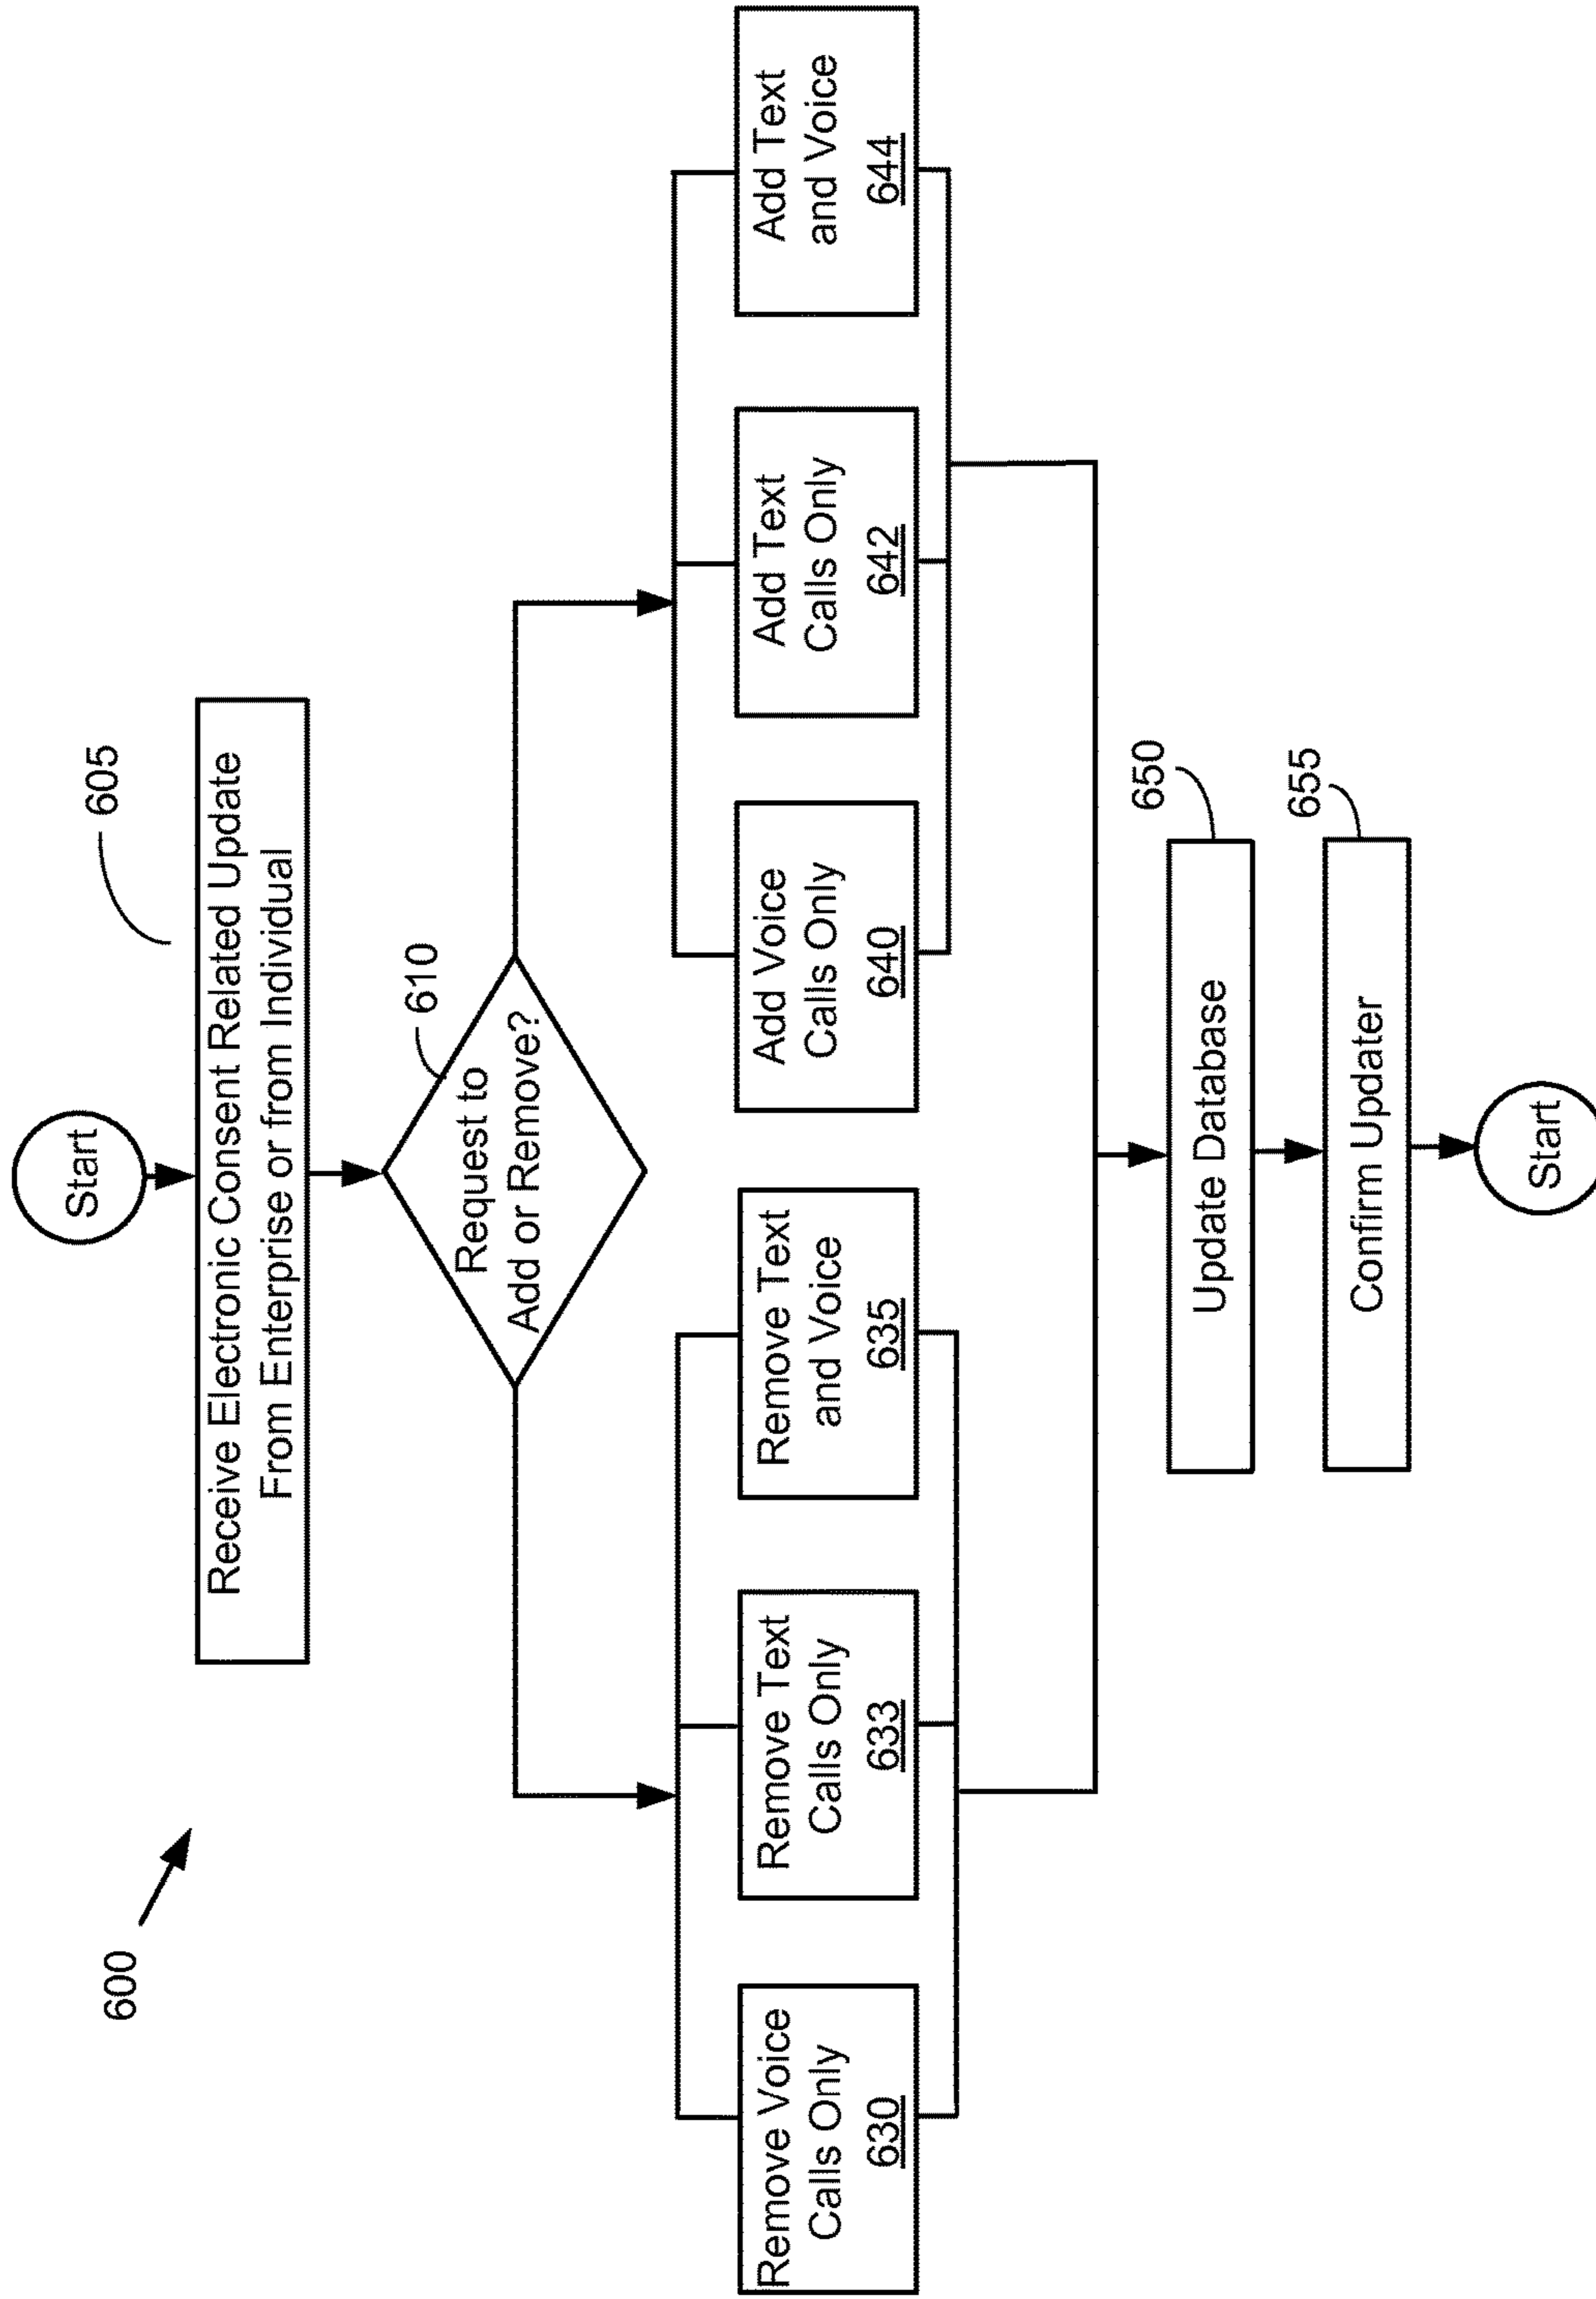 600
Start
605
Receive Electronic Consent Related Update
From Enterprise or from Individual
610
Request to
Add or Remove?
Remove Voice
Calls Only
630
Remove Text
Calls Only
633
Remove Text
and Voice
635
Add Voice
Calls Only
640
Add Text
Calls Only
642
Add Text
and Voice
644
650
Update Database
655
Confirm Updater
Start